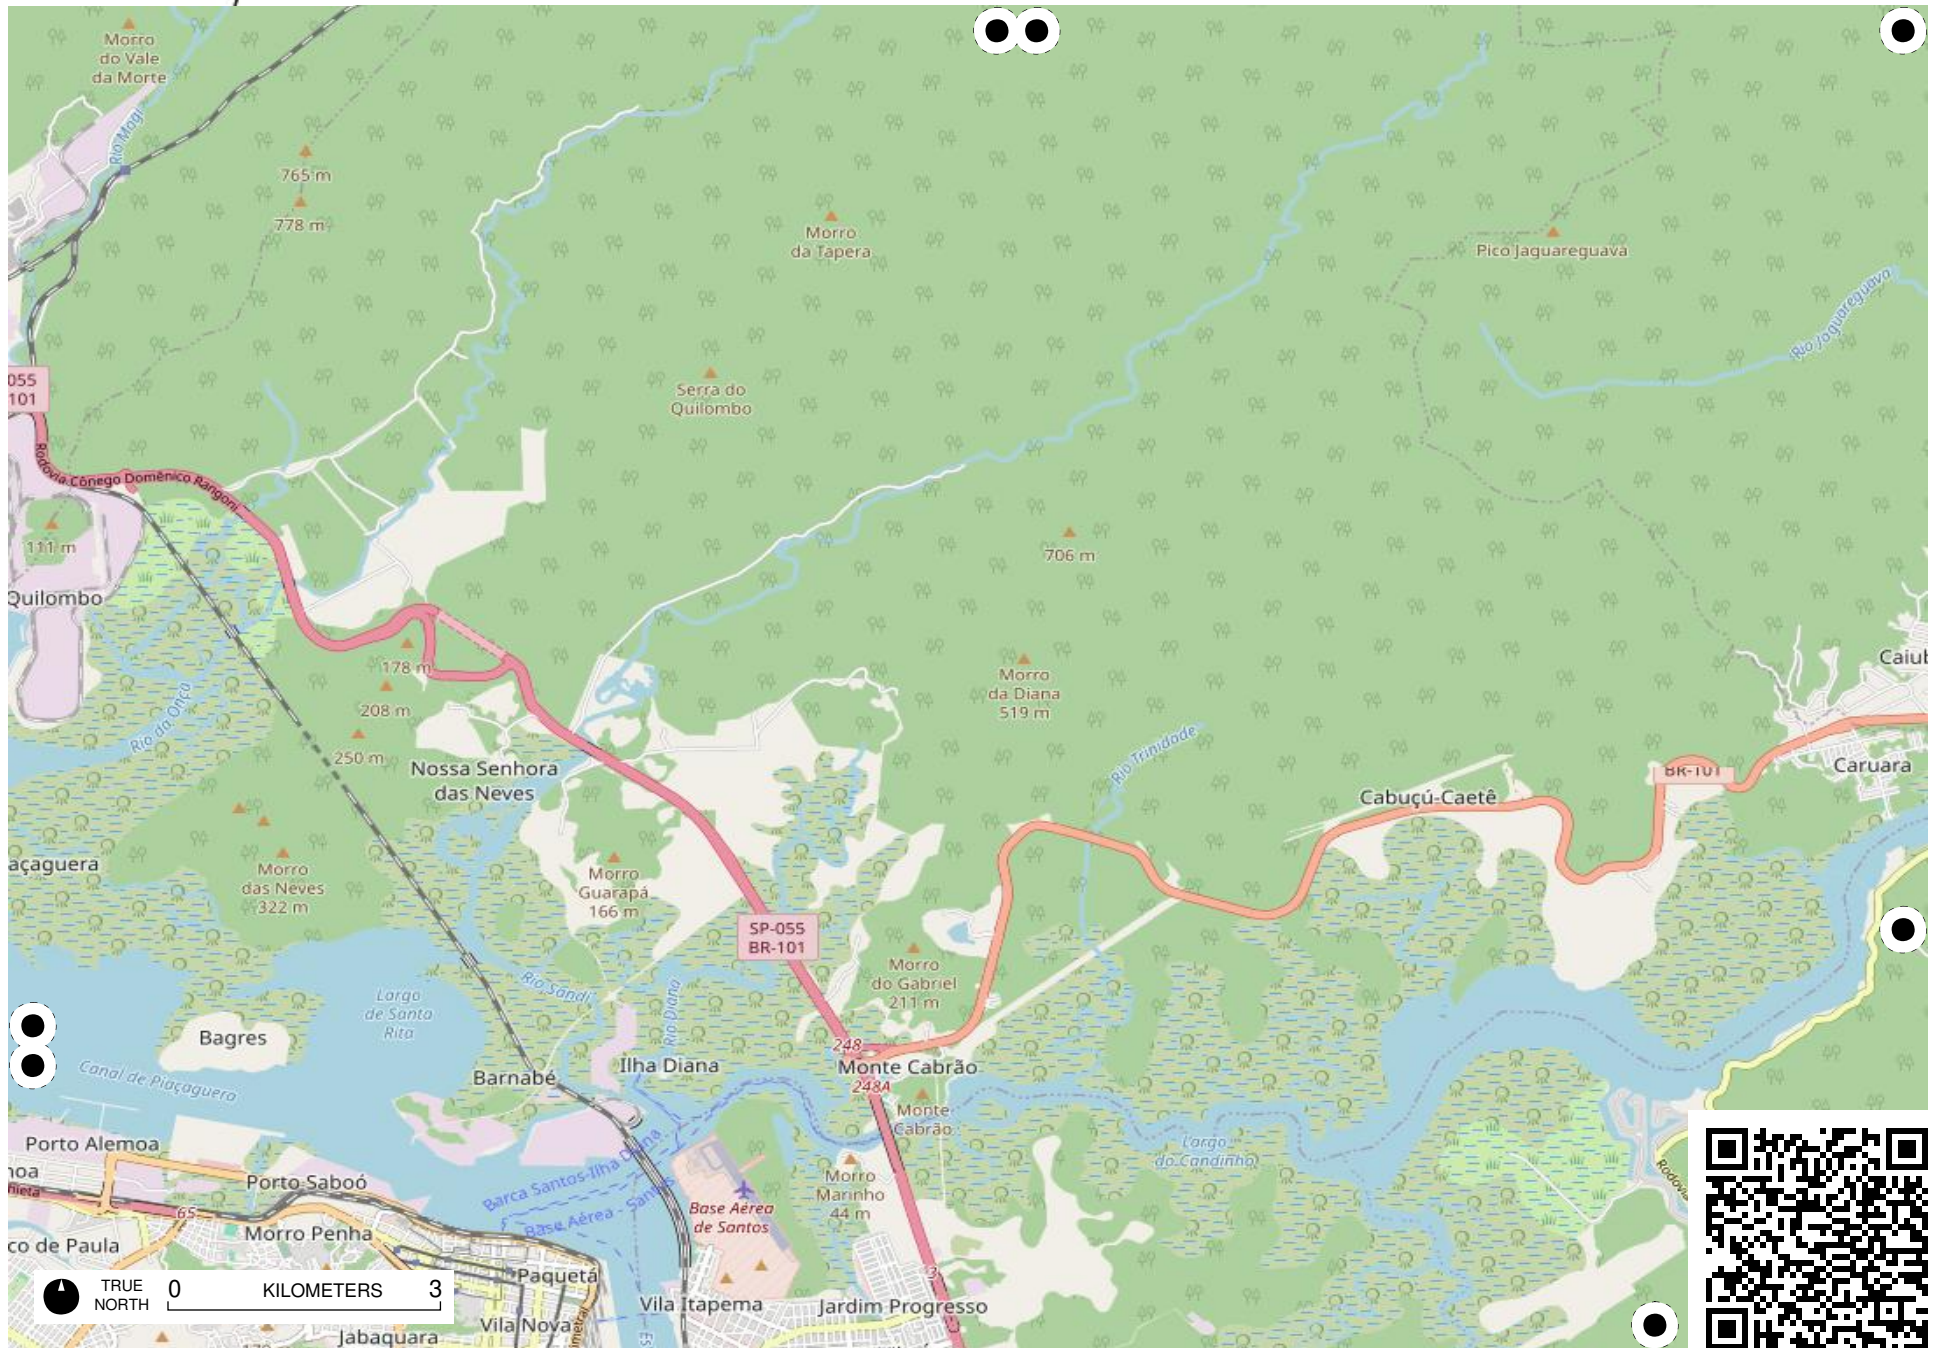 Morro
do Vale
da Morte
Rio Mogi
765 m
778 m
Morro
da Tapera
Pico Jaguareguava
Rio Jaguareguava
055
101
Serra do
Quilombo
Rodovia Cônego Domênico Rangoni
111 m
706 m
Quilombo
178 m
208 m
250 m
Rio da Onça
Morro
da Diana
519 m
Rio Trinidade
Nossa Senhora
das Neves
Cabuçú-Caetê
BR-101
Caruara
Morro
das Neves
322 m
Morro
Guarapá
166 m
SP-055
BR-101
Morro
do Gabriel
211 m
Rio Sandi
Rio Diana
Largo
de Santa
Rita
Bagres
Canal de Piaçaguera
Barnabé
Ilha Diana
248
Monte Cabrão
248A
Monte
Cabrão
Largo
do Candinho
Porto Alemoa
Porto Saboó
65
Morro Penha
Barca Santos-Ilha Diana
Base Aérea - Santos
Base Aérea
de Santos
Morro
Marinho
44 m
co de Paula
TRUE
NORTH
0 KILOMETERS 3
Paquetá
Vila Nova
Jabaquara
Vila Itapema
Jardim Progresso
3